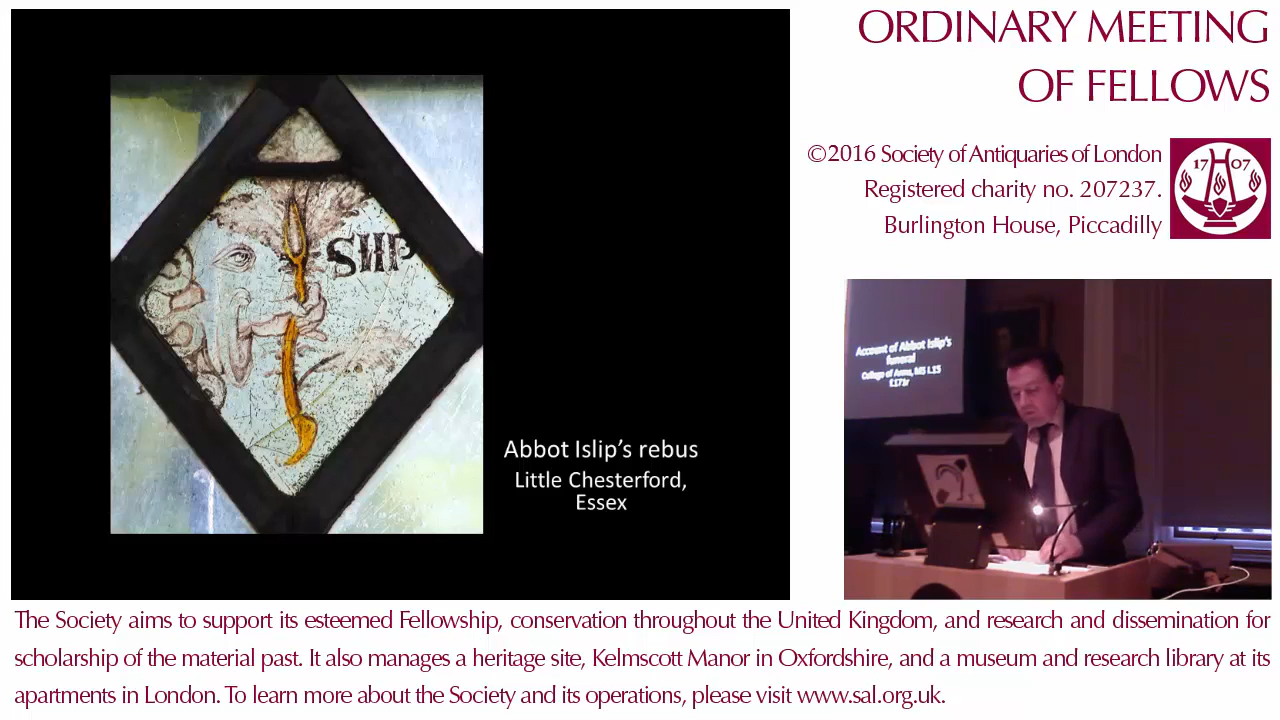 ORDINARY MEETING
OF FELLOWS
©2016 Society of Antiquaries of London
Registered charity no. 207237.
Burlington House, Piccadilly
17 07
SLIP
Abbot Islip’s rebus
Little Chesterford,
Essex
Account of Abbot Islip's
funeral
College of Arms, MS I.15
f.171r
The Society aims to support its esteemed Fellowship, conservation throughout the United Kingdom, and research and dissemination for
scholarship of the material past. It also manages a heritage site, Kelmscott Manor in Oxfordshire, and a museum and research library at its
apartments in London. To learn more about the Society and its operations, please visit www.sal.org.uk.